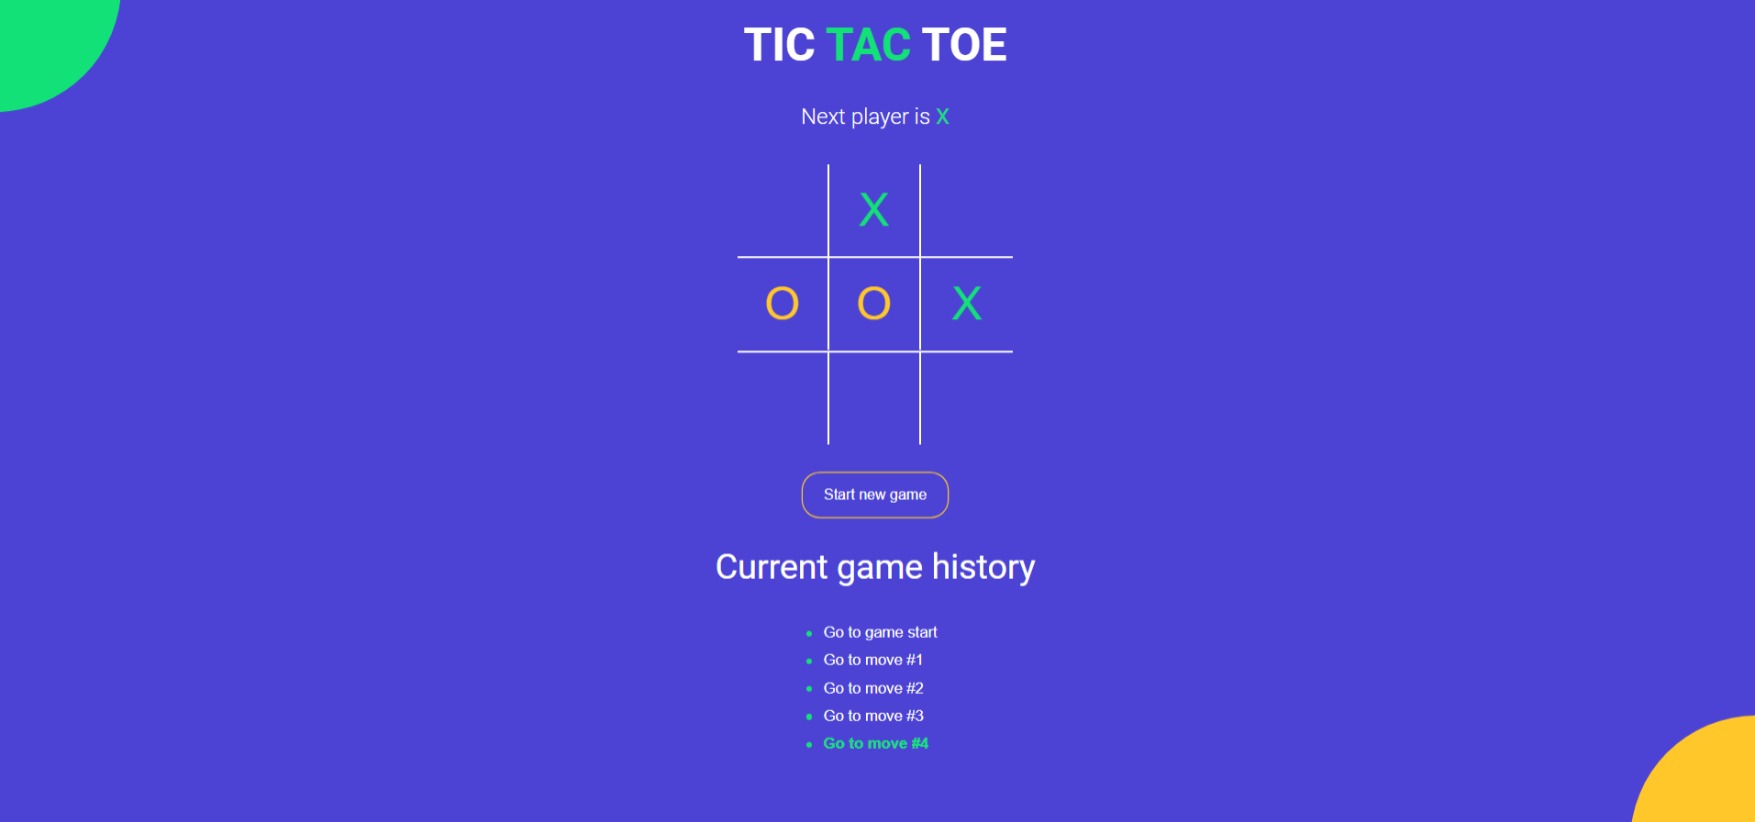 TIC TAC TOE
Next player is X
X
O O X
Start new game
Current game history
Go to game start
Go to move #1
Go to move #2
Go to move #3
Go to move #4